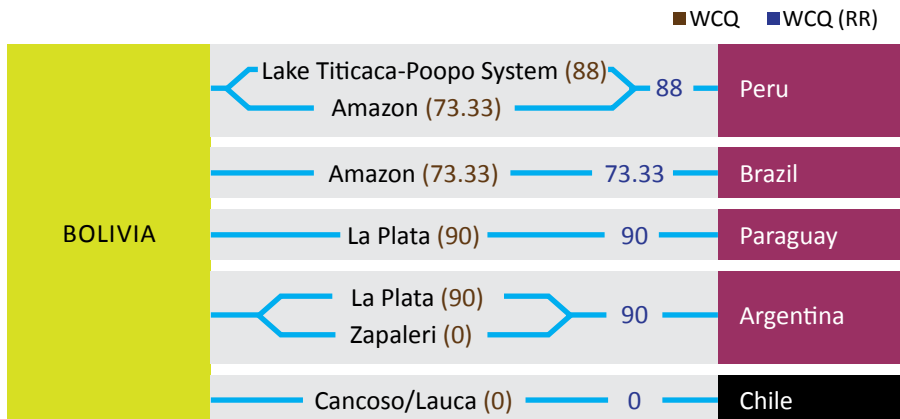 WCQ WCQ (RR)
BOLIVIA
Lake Titicaca-Poopo System (88)
Amazon (73.33)
88
Peru
Amazon (73.33) 73.33 Brazil
La Plata (90) 90 Paraguay
La Plata (90)
Zapaleri (0)
90
Argentina
Cancoso/Lauca (0) 0 Chile